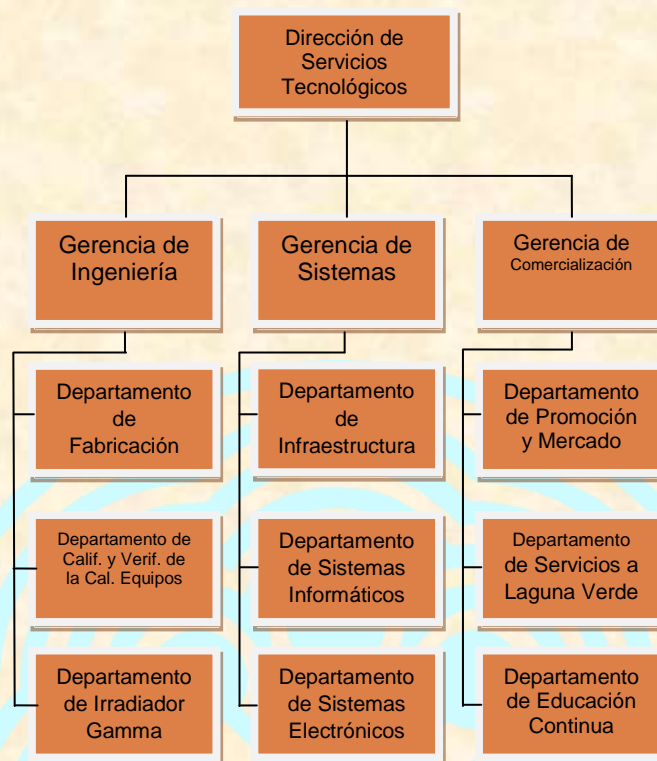 Dirección de
Servicios
Tecnológicos
Gerencia de
Ingeniería
Gerencia de
Sistemas
Gerencia de
Comercialización
Departamento
de
Fabricación
Departamento
de
Infraestructura
Departamento
de Promoción
y Mercado
Departamento de
Calif. y Verif. de
la Cal. Equipos
Departamento
de Sistemas
Informáticos
Departamento
de Servicios a
Laguna Verde
Departamento
de Irradiador
Gamma
Departamento
de Sistemas
Electrónicos
Departamento
de Educación
Continua